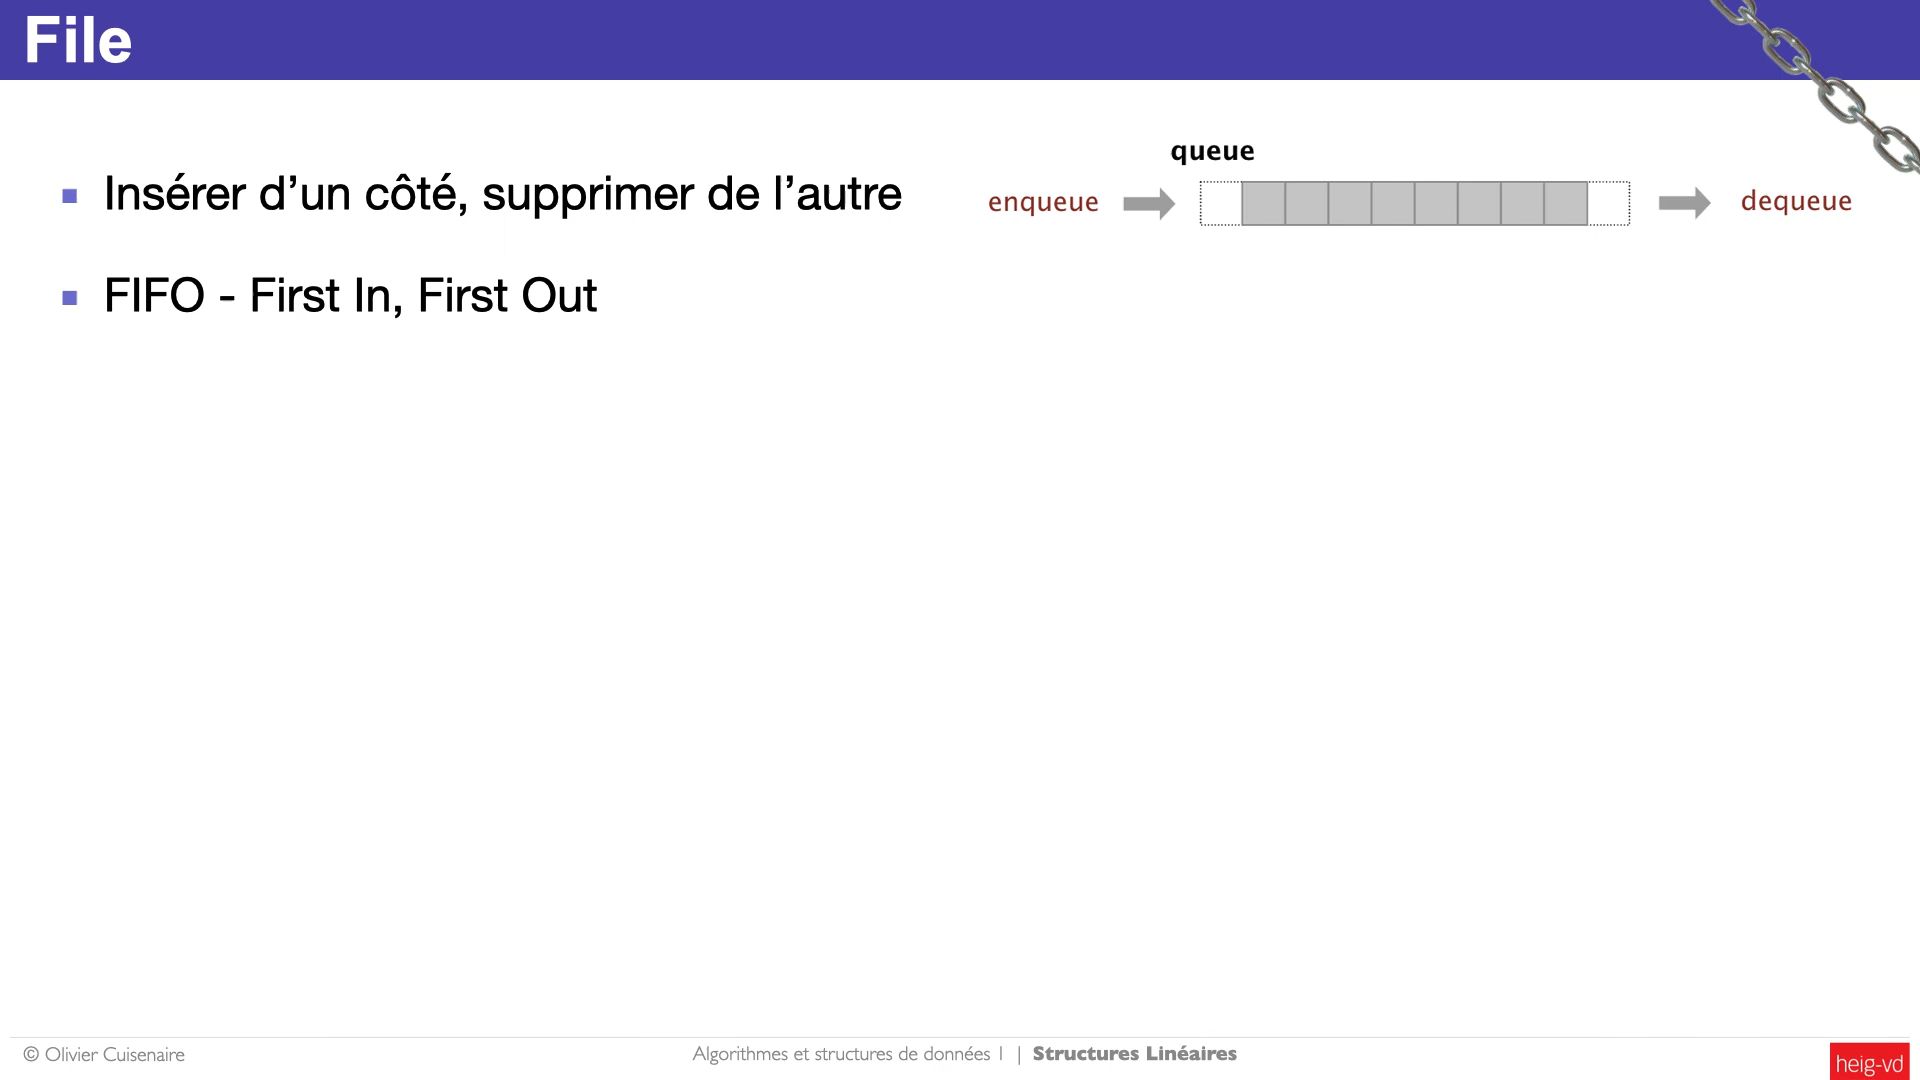 File
Insérer d’un côté, supprimer de l’autre
FIFO - First In, First Out
queue
enqueue
dequeue
© Olivier Cuisenaire
Algorithmes et structures de données 1 | Structures Linéaires
heig-vd